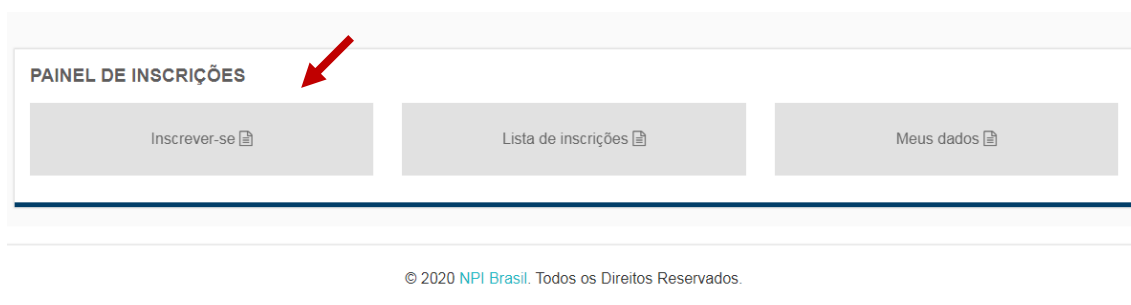 PAINEL DE INSCRIÇÕES
Inscrever-se
Lista de inscrições
Meus dados
© 2020 NPI Brasil. Todos os Direitos Reservados.